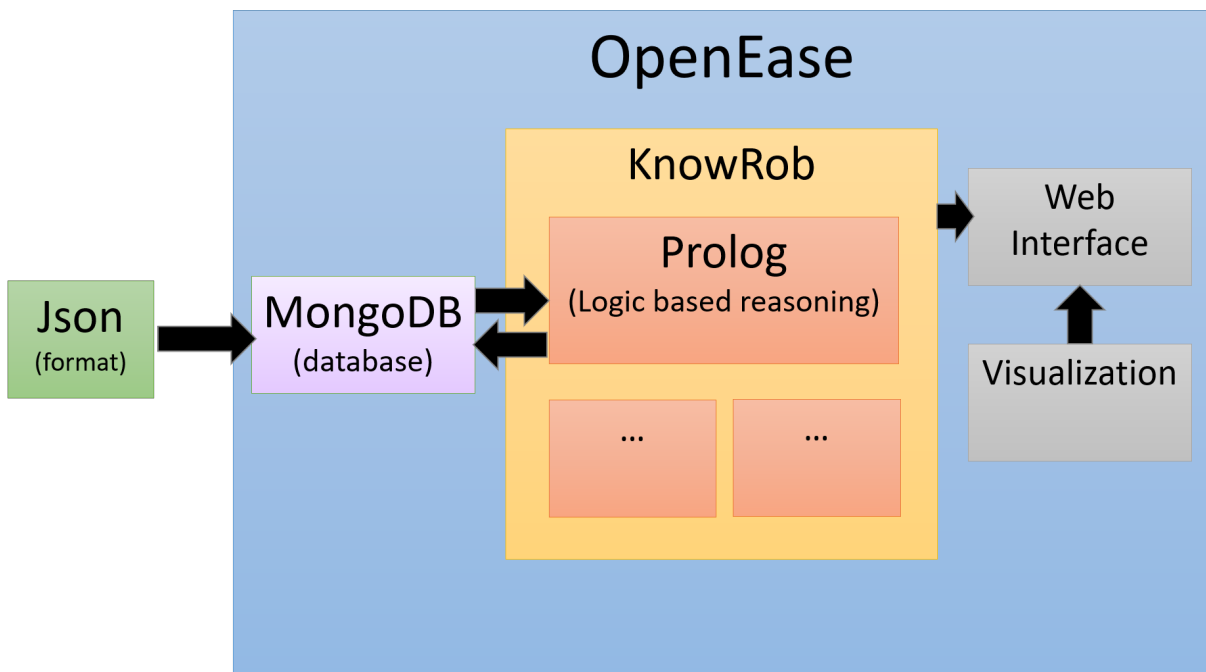 OpenEase
KnowRob
Prolog
(Logic based reasoning)
...
...
Json
(format)
MongoDB
(database)
Web
Interface
Visualization